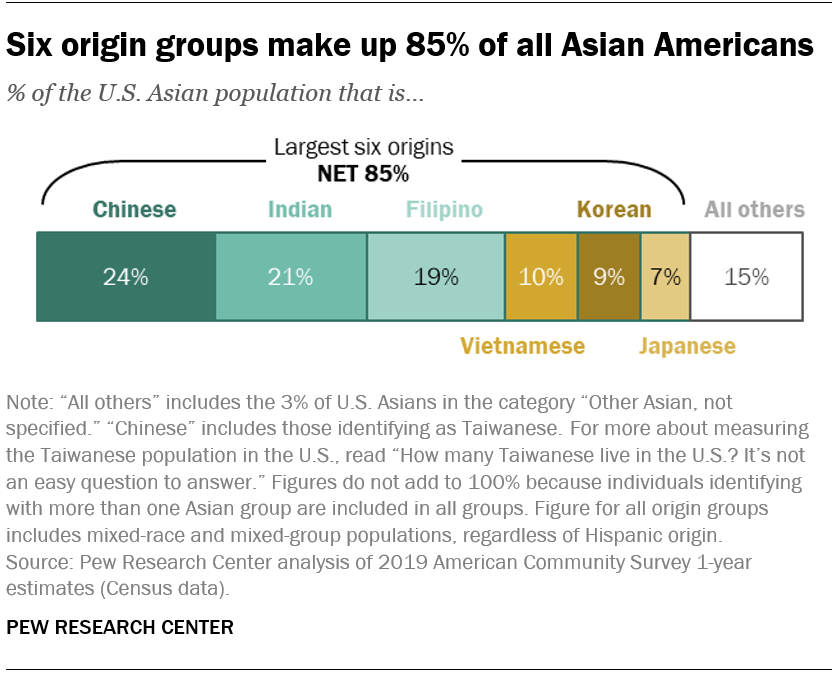 Six origin groups make up 85% of all Asian Americans
% of the U.S. Asian population that is...
Largest six origins
NET 85%
Chinese Indian Filipino Korean All others
24% 21% 19% 10% 9% 7% 15%
Vietnamese Japanese
Note: “All others” includes the 3% of U.S. Asians in the category “Other Asian, not
specified.” “Chinese” includes those identifying as Taiwanese. For more about measuring
the Taiwanese population in the U.S., read “How many Taiwanese live in the U.S.? It’s not
an easy question to answer.” Figures do not add to 100% because individuals identifying
with more than one Asian group are included in all groups. Figure for all origin groups
includes mixed-race and mixed-group populations, regardless of Hispanic origin.
Source: Pew Research Center analysis of 2019 American Community Survey 1-year
estimates (Census data).
PEW RESEARCH CENTER